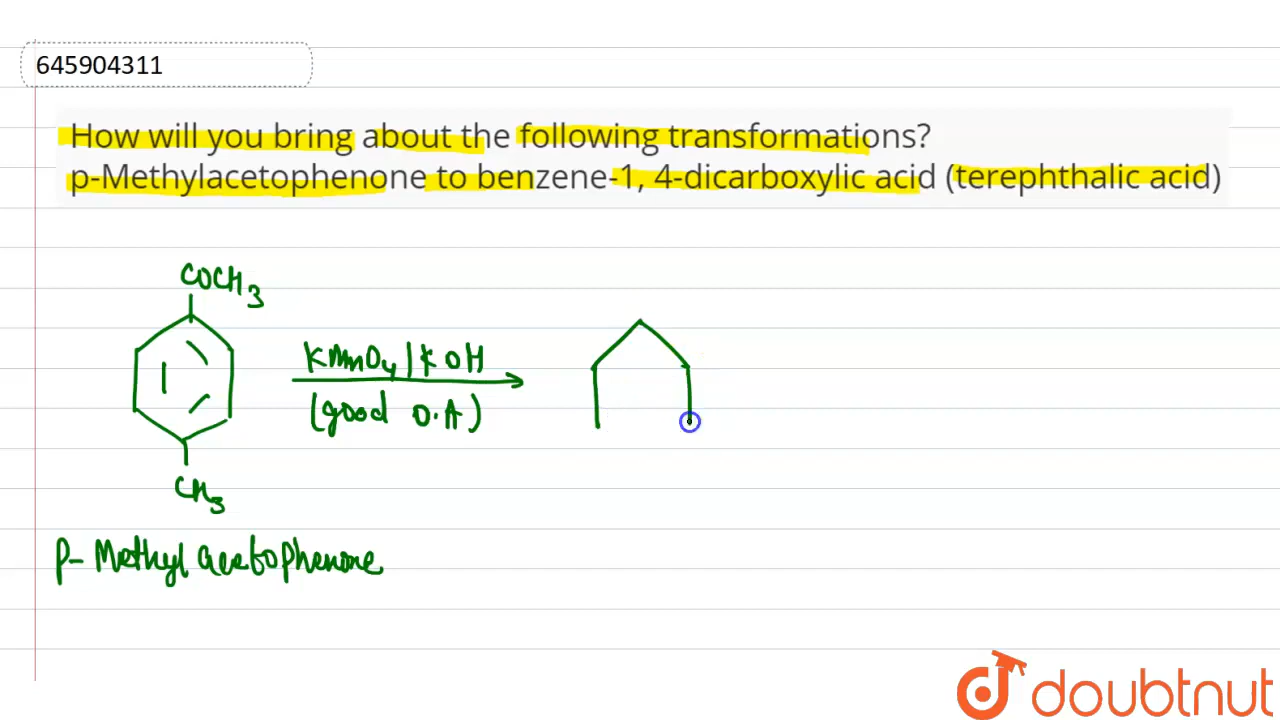 645904311
How will you bring about the following transformations?
p-Methylacetophenone to benzene-1, 4-dicarboxylic acid (terephthalic acid)
COCH3
KMnO4/KOH
(good O.A)
CH3
P- Methyl acetophenone
doubtnut